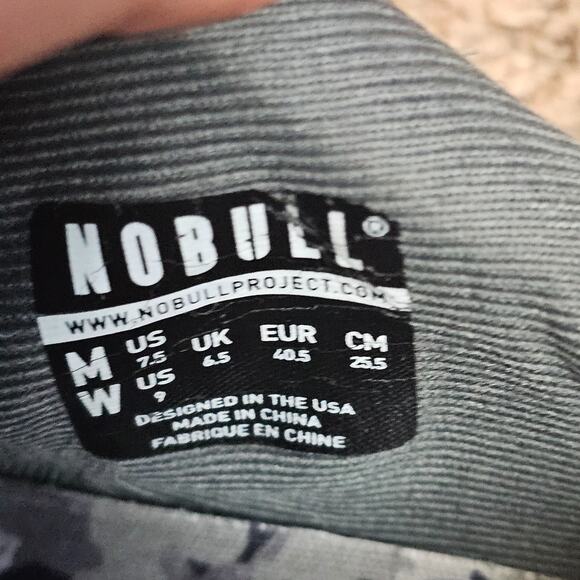 NOBULL®
WWW.NOBULLPROJECT.COM
M US 7.5 UK 6.5 EUR 40.5 CM 25.5
W US 9
DESIGNED IN THE USA
MADE IN CHINA
FABRIQUE EN CHINE